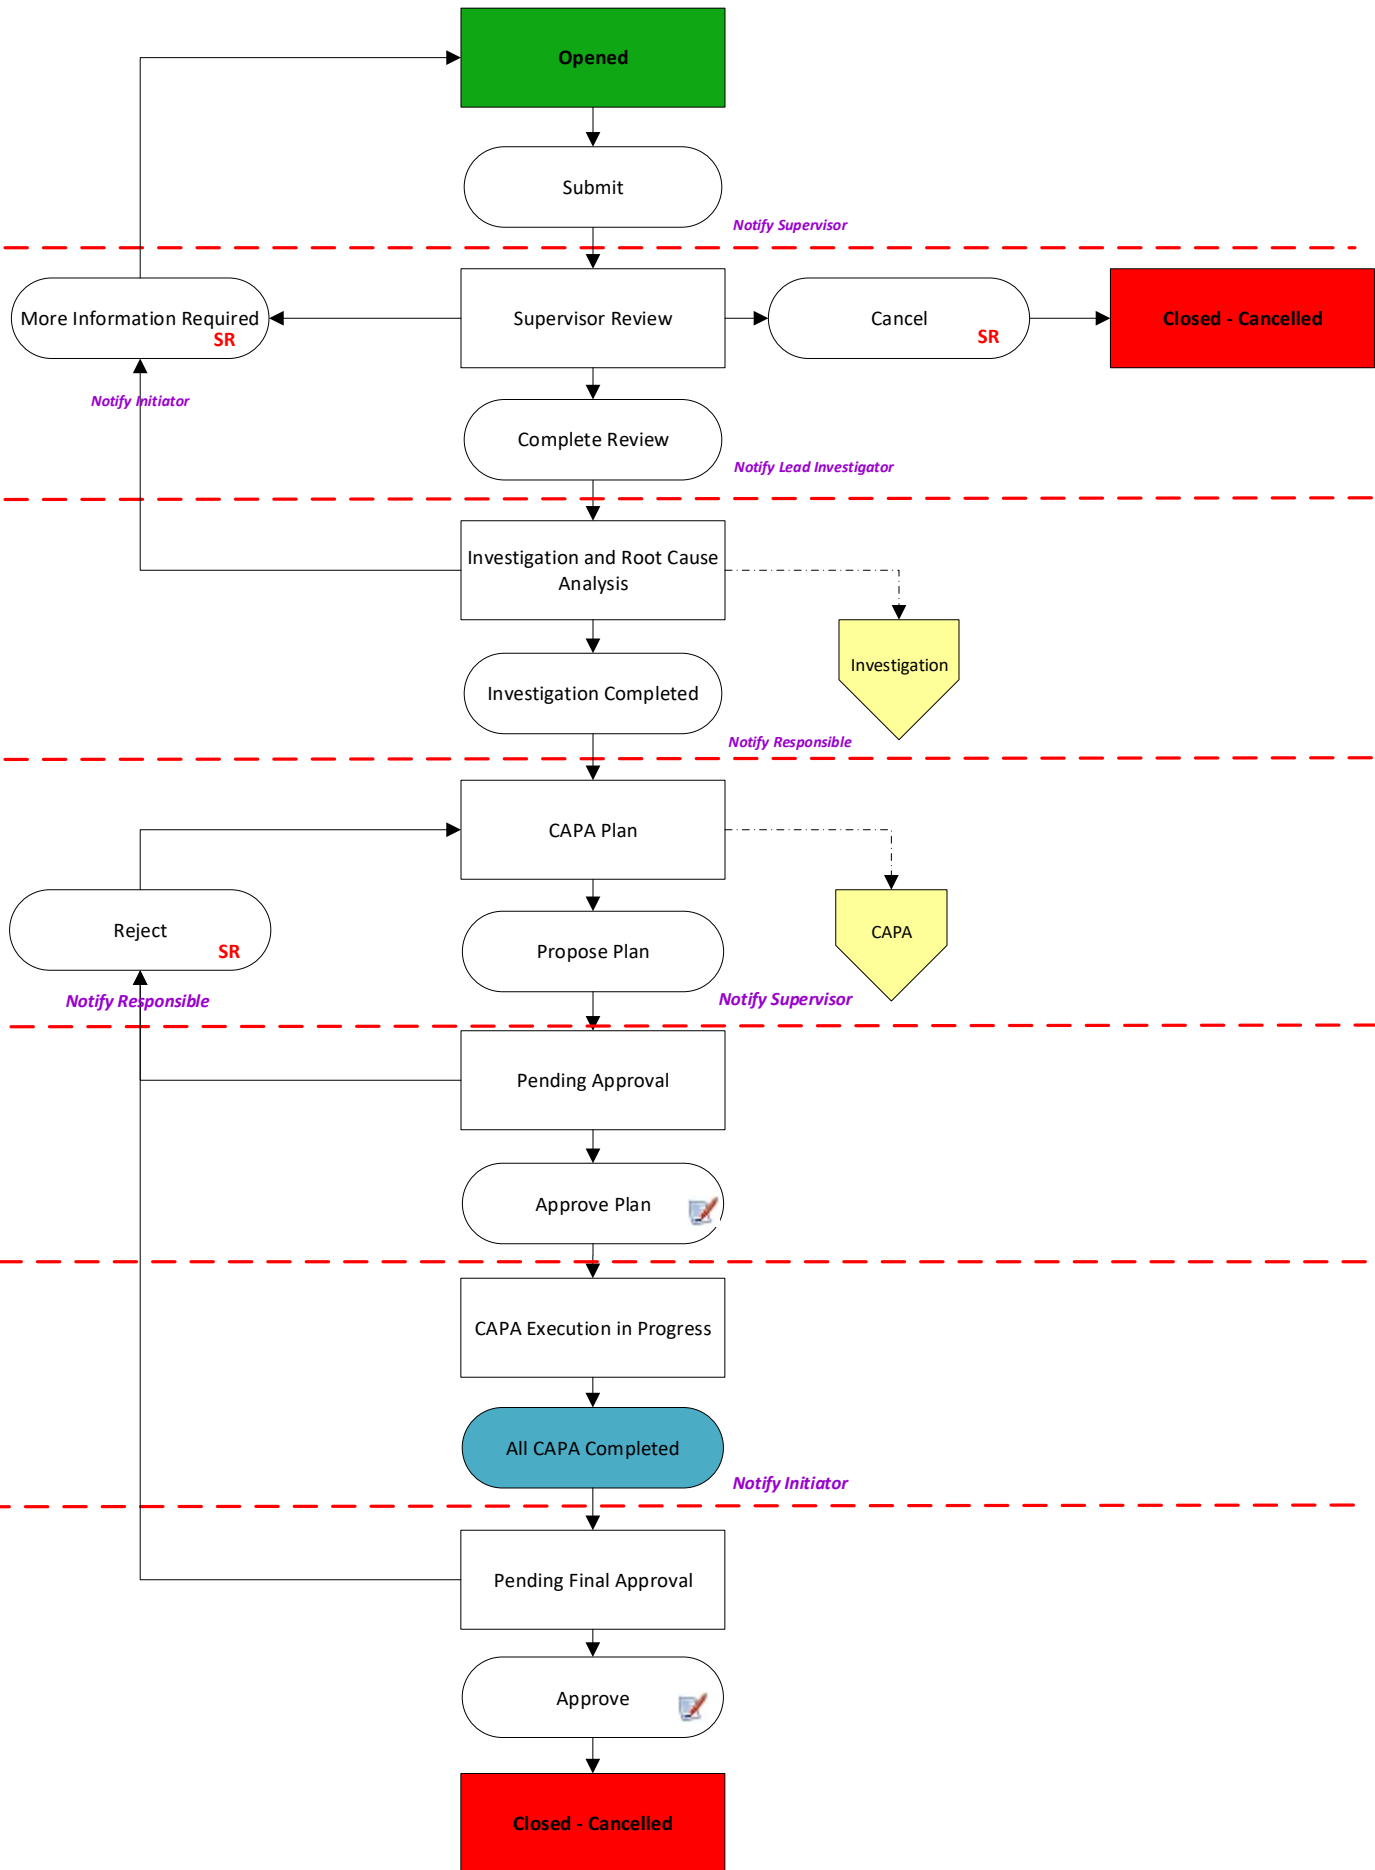 Opened
Submit
Notify Supervisor
More Information Required
SR
Supervisor Review
Cancel
SR
Closed - Cancelled
Notify Initiator
Complete Review
Notify Lead Investigator
Investigation and Root Cause
Analysis
Investigation
Investigation Completed
Notify Responsible
CAPA Plan
Reject
SR
Propose Plan
CAPA
Notify Responsible
Notify Supervisor
Pending Approval
Approve Plan
CAPA Execution in Progress
All CAPA Completed
Notify Initiator
Pending Final Approval
Approve
Closed - Cancelled